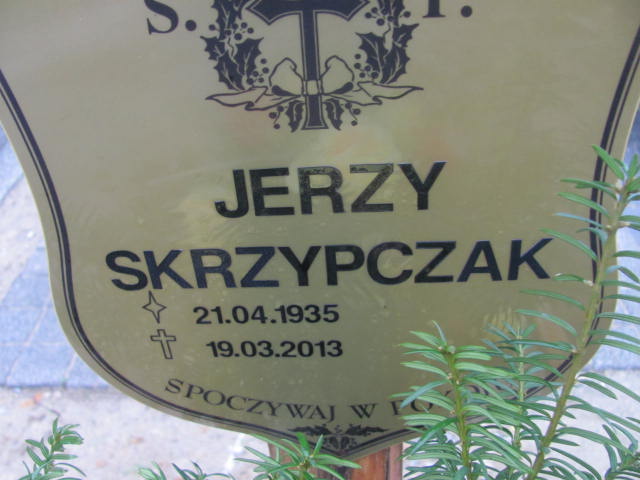 S. T.
JERZY
SKRZYPCZAK
21.04.1935
19.03.2013
SPOCZYWAJ W